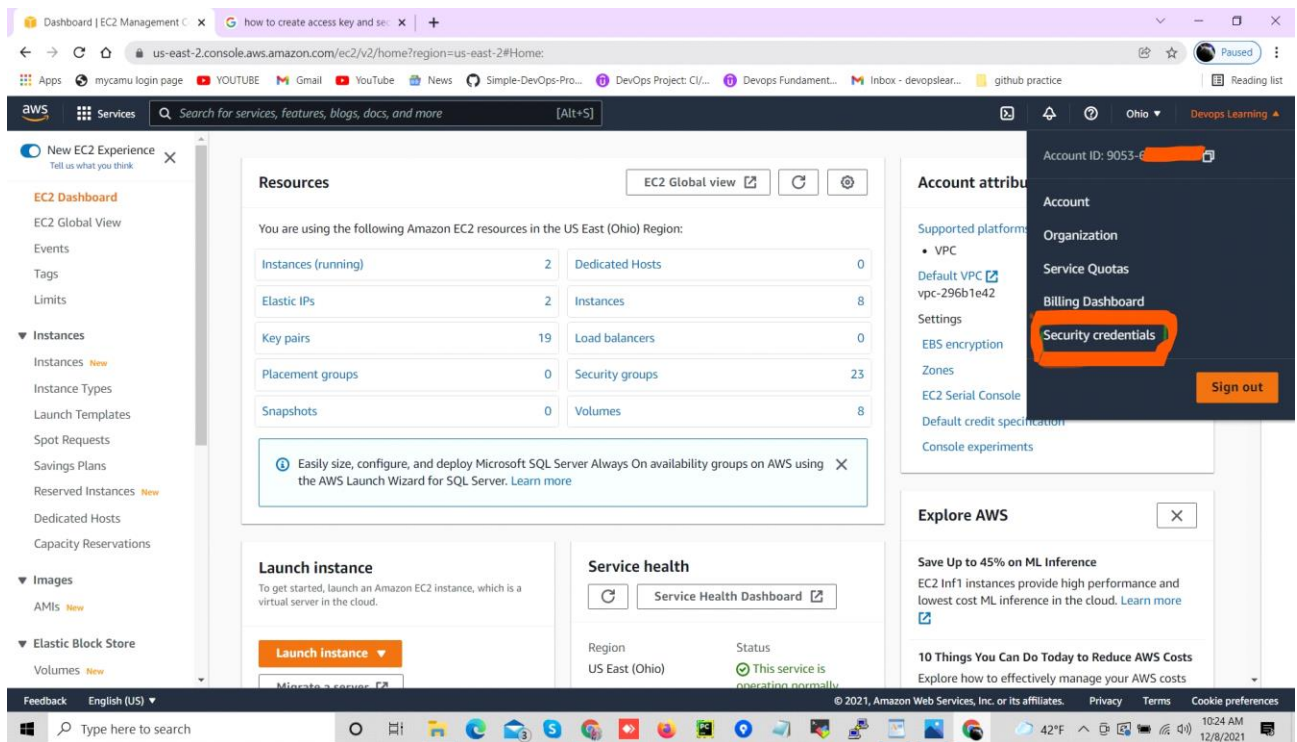 Dashboard | EC2 Management C
how to create access key and sec
us-east-2.console.aws.amazon.com/ec2/v2/home?region=us-east-2#Home:
Paused
Apps
mycamu login page
YOUTUBE
Gmail
YouTube
News
Simple-DevOps-Pro...
DevOps Project: CI/...
Devops Fundament...
Inbox - devopslear...
github practice
Reading list
aws
Services
Search for services, features, blogs, docs, and more
[Alt+S]
Ohio ▼
Devops Learning ▲
New EC2 Experience
Tell us what you think
EC2 Dashboard
EC2 Global View
Events
Tags
Limits
Instances
Instances New
Instance Types
Launch Templates
Spot Requests
Savings Plans
Reserved Instances New
Dedicated Hosts
Capacity Reservations
Images
AMIs New
Elastic Block Store
Volumes New
Resources
EC2 Global view
You are using the following Amazon EC2 resources in the US East (Ohio) Region:
Instances (running) 2
Dedicated Hosts 0
Elastic IPs 2
Instances 8
Key pairs 19
Load balancers 0
Placement groups 0
Security groups 23
Snapshots 0
Volumes 8
Easily size, configure, and deploy Microsoft SQL Server Always On availability groups on AWS using
the AWS Launch Wizard for SQL Server. Learn more
Launch instance
To get started, launch an Amazon EC2 instance, which is a
virtual server in the cloud.
Launch instance ▼
Migrate a server
Service health
Service Health Dashboard
Region
US East (Ohio)
Status
This service is
operating normally
Account attribu
Supported platforms
• VPC
Default VPC
vpc-296b1e42
Settings
EBS encryption
Zones
EC2 Serial Console
Default credit specification
Console experiments
Account ID: 9053-6
Account
Organization
Service Quotas
Billing Dashboard
Security credentials
Sign out
Explore AWS
Save Up to 45% on ML Inference
EC2 Inf1 instances provide high performance and
lowest cost ML inference in the cloud. Learn more
10 Things You Can Do Today to Reduce AWS Costs
Explore how to effectively manage your AWS costs
Feedback
English (US) ▼
© 2021, Amazon Web Services, Inc. or its affiliates.
Privacy
Terms
Cookie preferences
Type here to search
42°F
10:24 AM
12/8/2021